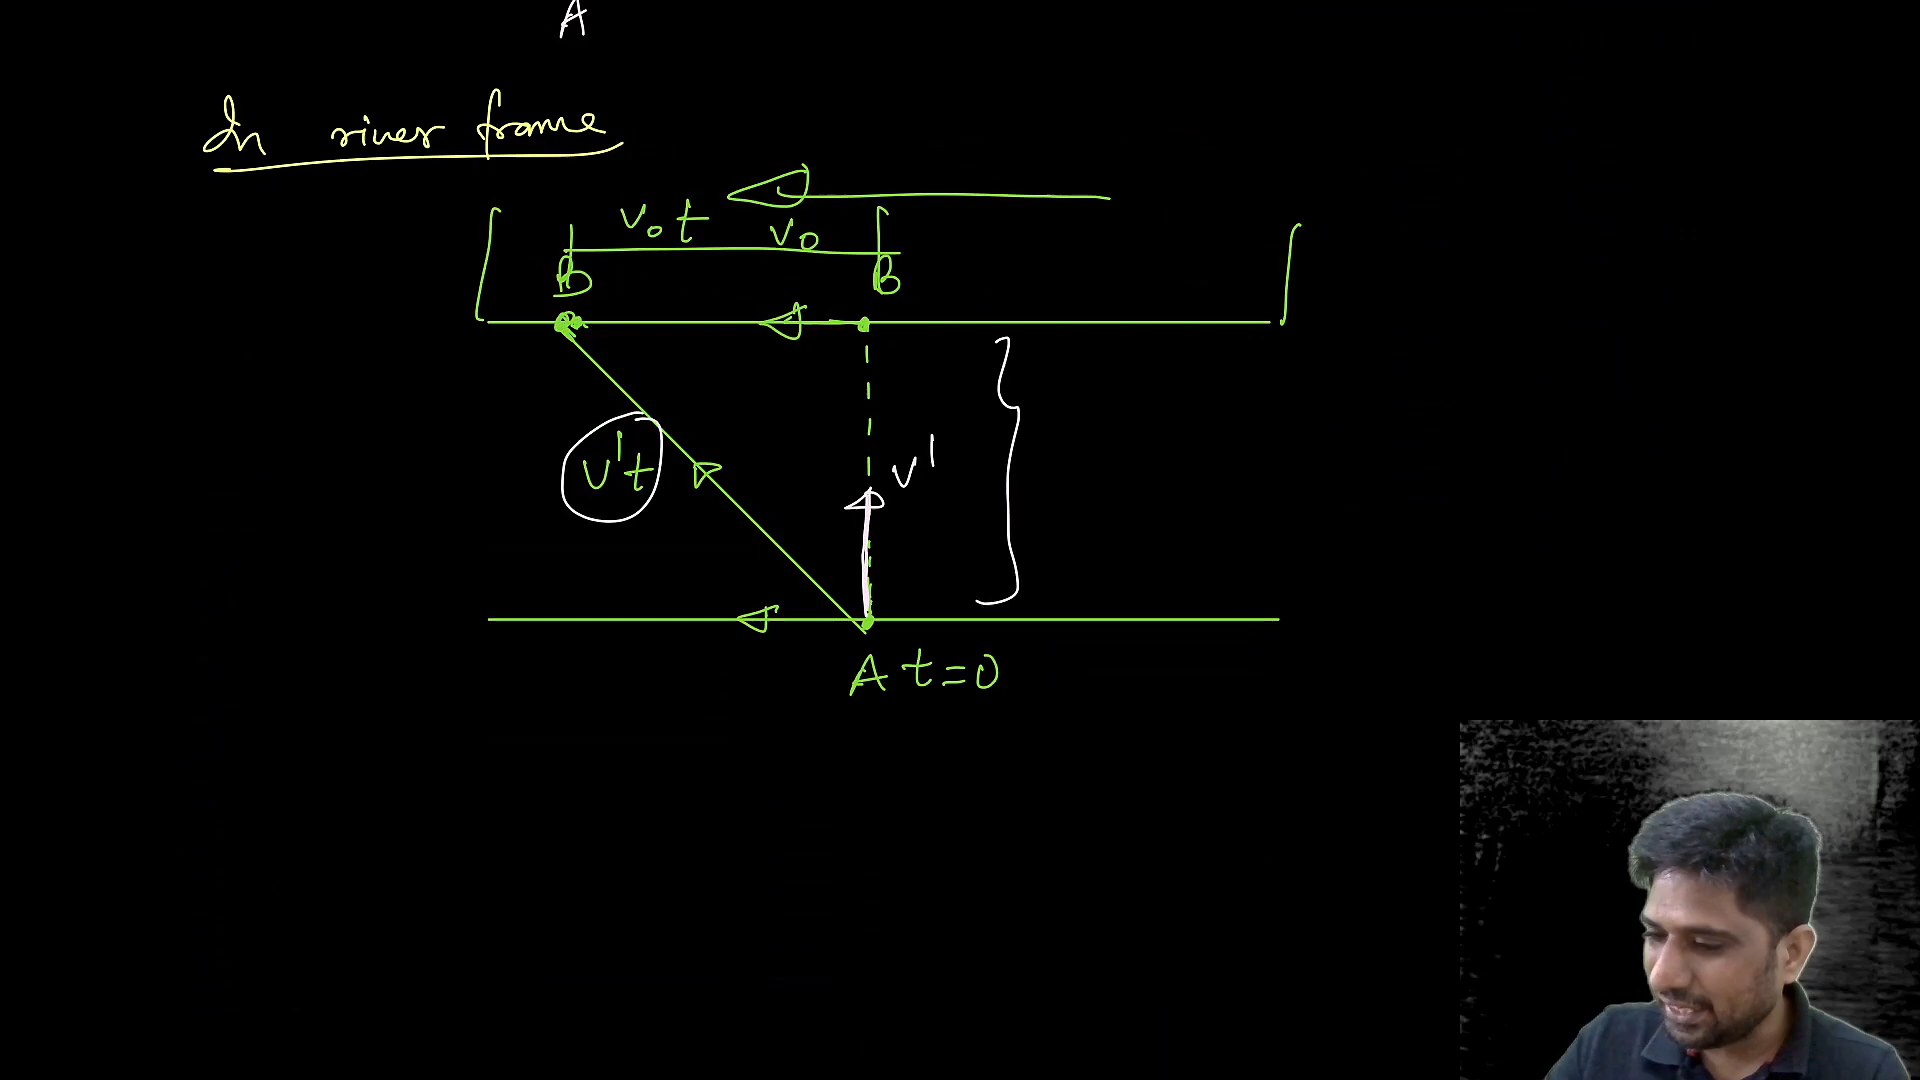 A
In river frame
v₀t v₀
B B
v't v'
A t=0